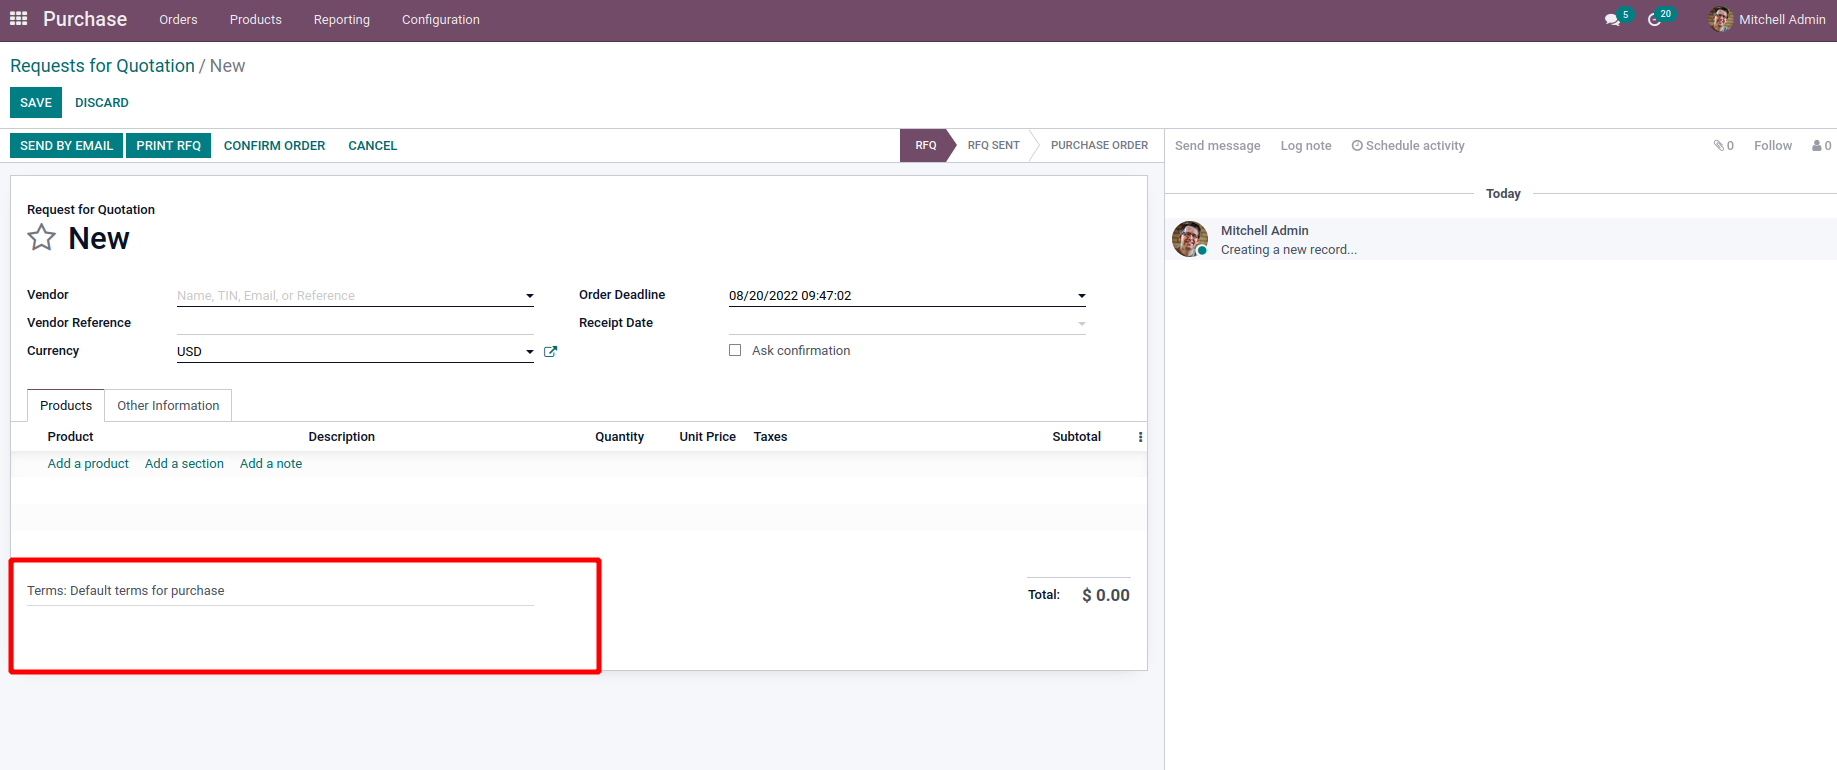 Purchase Orders Products Reporting Configuration 5 20 Mitchell Admin
Requests for Quotation / New
SAVE DISCARD
SEND BY EMAIL PRINT RFQ CONFIRM ORDER CANCEL RFQ RFQ SENT PURCHASE ORDER
Send message Log note Schedule activity 0 Follow 0
Today
Mitchell Admin
Creating a new record...
Request for Quotation
New
Vendor Name, TIN, Email, or Reference Order Deadline 08/20/2022 09:47:02
Vendor Reference Receipt Date
Currency USD Ask confirmation
Products Other Information
Product Description Quantity Unit Price Taxes Subtotal
Add a product Add a section Add a note
Terms: Default terms for purchase Total: $ 0.00